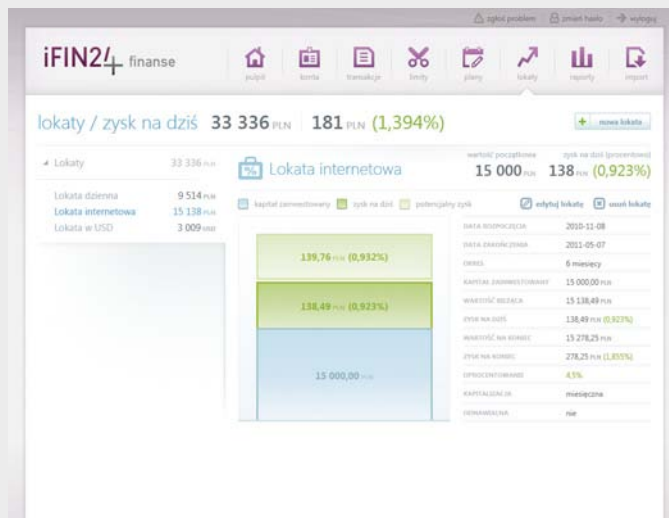 zgłoś problem zmień hasło wyloguj
iFIN24 finanse
pulpit konta transakcje limity plany lokaty raporty import
lokaty / zysk na dziś 33 336 PLN 181 PLN (1,394%)
+ nowa lokata
Lokaty 33 336 PLN
Lokata dzienna 9 514 PLN
Lokata internetowa 15 138 PLN
Lokata w USD 3 009 USD
% Lokata internetowa
wartość początkowa 15 000 PLN
zysk na dziś (procentowo) 138 PLN (0,923%)
kapitał zainwestowany zysk na dziś potencjalny zysk
edytuj lokatę usuń lokatę
139,76 PLN (0,932%)
138,49 PLN (0,923%)
15 000,00 PLN
DATA ROZPOCZĘCIA 2010-11-08
DATA ZAKOŃCZENIA 2011-05-07
OKRES 6 miesięcy
KAPITAŁ ZAINWESTOWANY 15 000,00 PLN
WARTOŚĆ BIEŻĄCA 15 138,49 PLN
ZYSK NA DZIŚ 138,49 PLN (0,923%)
WARTOŚĆ NA KONIEC 15 278,25 PLN
ZYSK NA KONIEC 278,25 PLN (1,855%)
OPROCENTOWANIE 4,5%
KAPITALIZACJA miesięczna
ODNAWIALNA nie